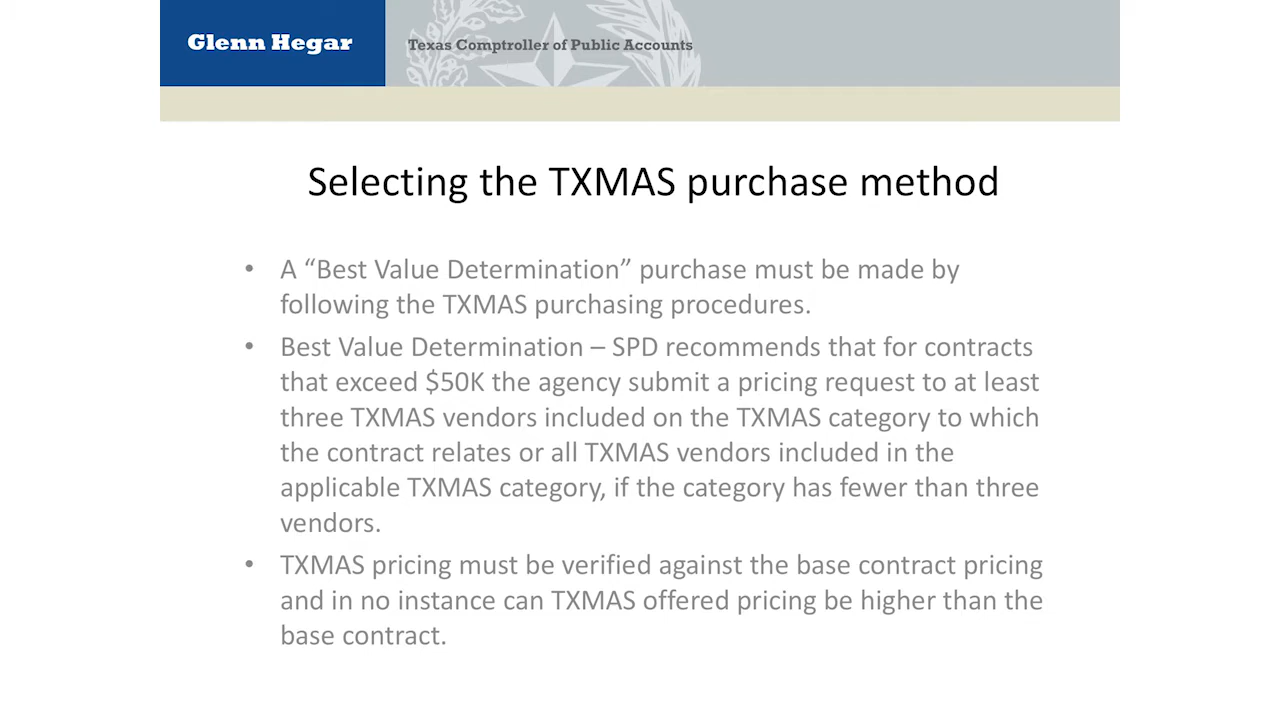 Glenn Hegar
Texas Comptroller of Public Accounts
Selecting the TXMAS purchase method
• A “Best Value Determination” purchase must be made by
following the TXMAS purchasing procedures.
• Best Value Determination – SPD recommends that for contracts
that exceed $50K the agency submit a pricing request to at least
three TXMAS vendors included on the TXMAS category to which
the contract relates or all TXMAS vendors included in the
applicable TXMAS category, if the category has fewer than three
vendors.
• TXMAS pricing must be verified against the base contract pricing
and in no instance can TXMAS offered pricing be higher than the
base contract.